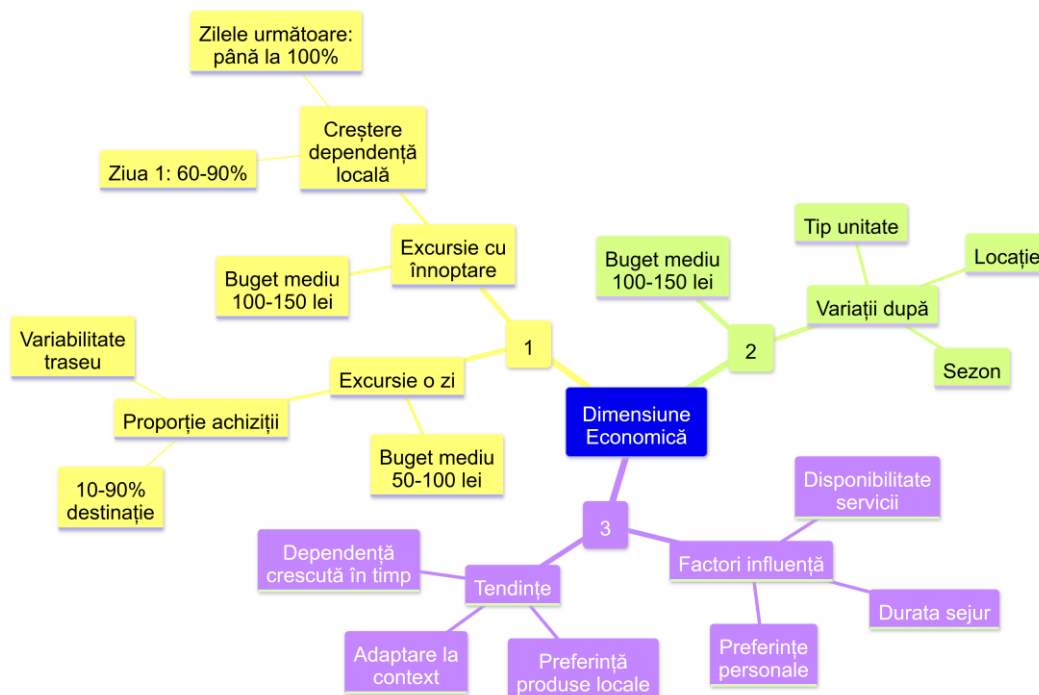 Dimensiune
Economică
1
Excursie cu
înnoptare
Buget mediu
100-150 lei
Creștere
dependență
locală
Ziua 1: 60-90%
Zilele următoare:
până la 100%
Excursie o zi
Buget mediu
50-100 lei
Proporție achiziții
Variabilitate
traseu
10-90%
destinație
2
Buget mediu
100-150 lei
Variații după
Tip unitate
Locație
Sezon
3
Factori influență
Disponibilitate
servicii
Durata sejur
Preferințe
personale
Tendințe
Dependență
crescută în timp
Adaptare la
context
Preferință
produse locale